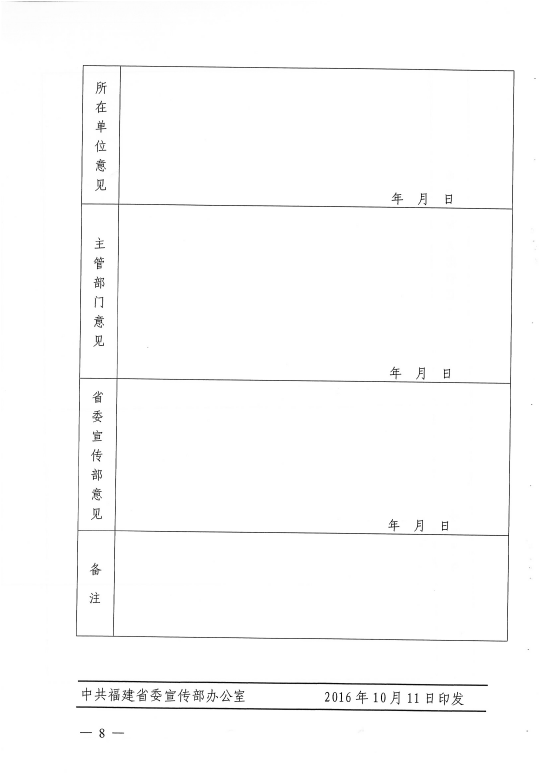 所在单位意见
年 月 日
主管部门意见
年 月 日
省委宣传部意见
年 月 日
备注
中共福建省委宣传部办公室 2016年10月11日印发
— 8 —